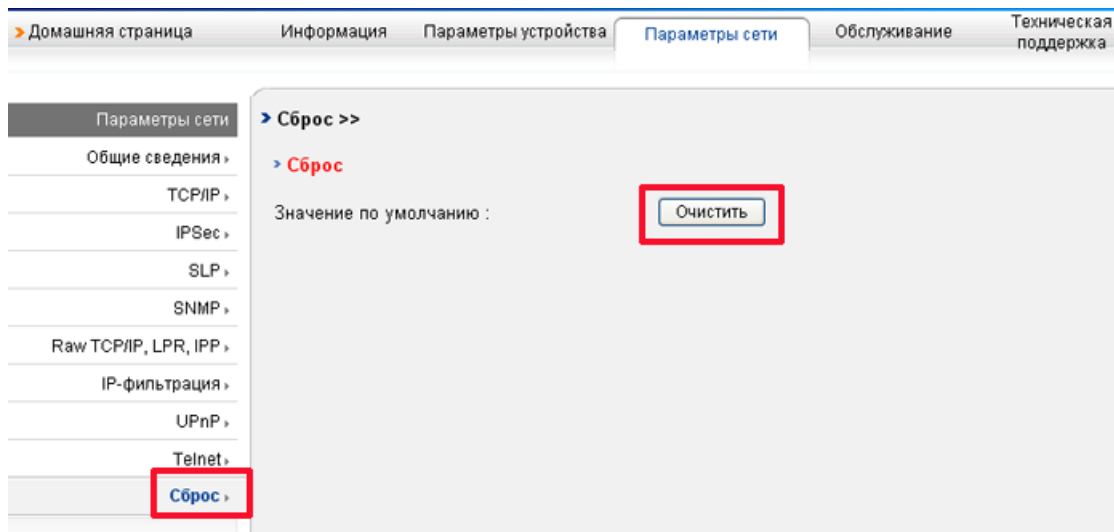 Домашняя страница
Информация
Параметры устройства
Параметры сети
Обслуживание
Техническая
поддержка
Параметры сети
Общие сведения
TCP/IP
IPSec
SLP
SNMP
Raw TCP/IP, LPR, IPP
IP-фильтрация
UPnP
Telnet
Сброс
Сброс >>
Сброс
Значение по умолчанию : Очистить